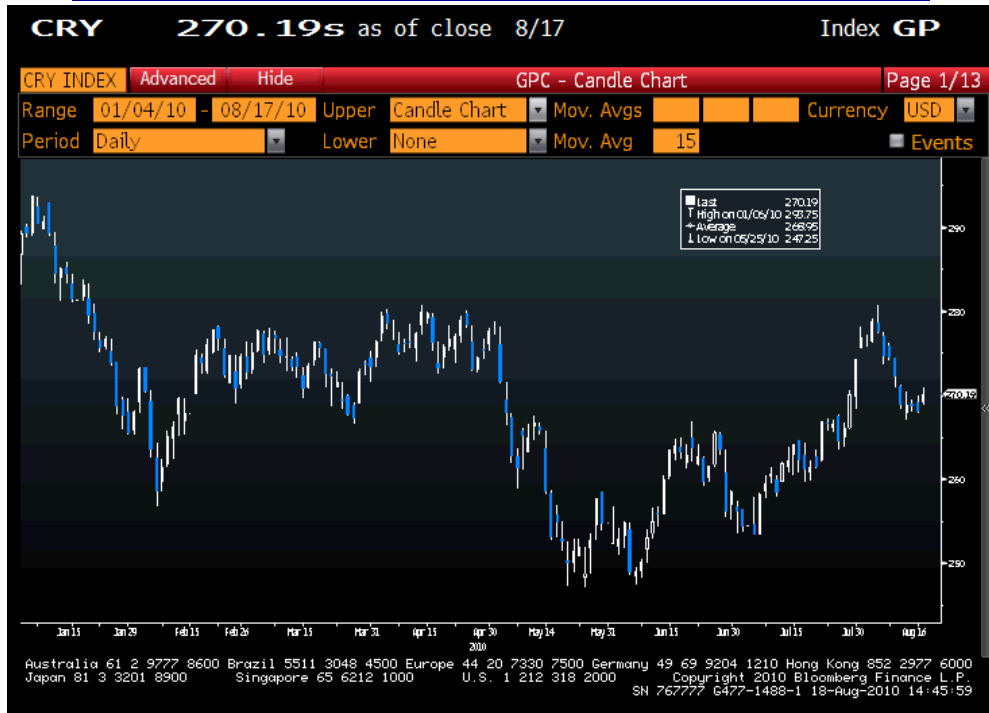 CRY 270.19s as of close 8/17 Index GP
CRY INDEX Advanced Hide GPC - Candle Chart Page 1/13
Range 01/04/10 - 08/17/10 Upper Candle Chart Mov. Avgs Currency USD
Period Daily Lower None Mov. Avg 15 Events
Last 270.19
High on 01/06/10 293.75
Average 268.95
Low on 05/25/10 247.25
290
280
270.19
260
250
Jan 15 Jan 29 Feb 15 Feb 26 Mar 15 Mar 31 Apr 15 Apr 30 May 14 May 31 Jun 15 Jun 30 Jul 15 Jul 30 Aug 16
2010
Australia 61 2 9777 8600 Brazil 5511 3048 4500 Europe 44 20 7330 7500 Germany 49 69 9204 1210 Hong Kong 852 2977 6000
Japan 81 3 3201 8900 Singapore 65 6212 1000 U.S. 1 212 318 2000 Copyright 2010 Bloomberg Finance L.P.
SN 767777 G477-1488-1 18-Aug-2010 14:45:59